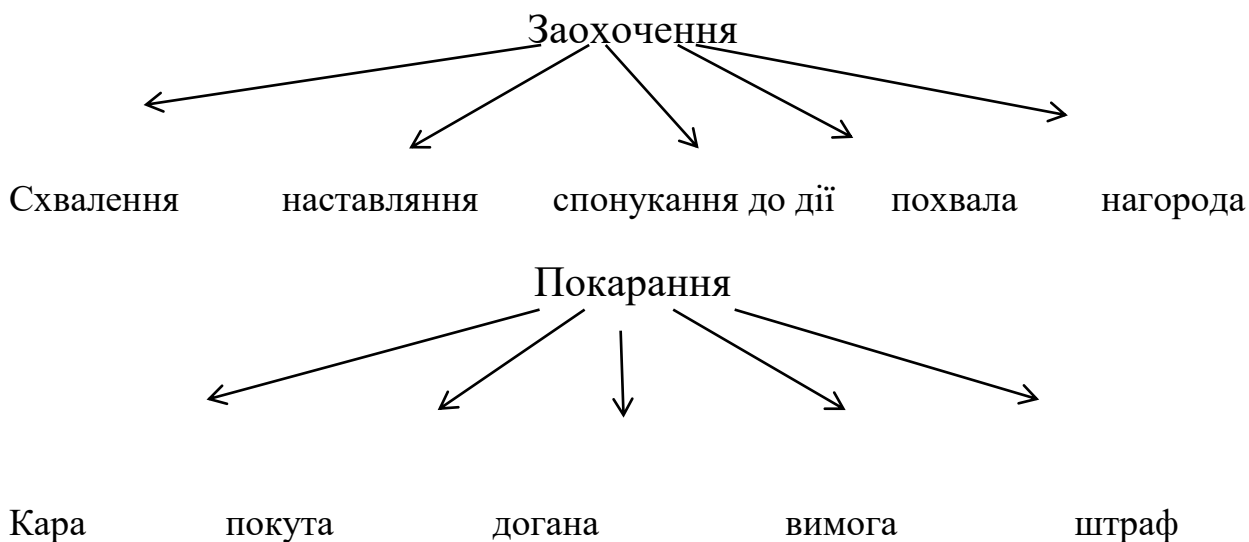 Заохочення
Схвалення наставляння спонукання до дії похвала нагорода
Покарання
Кара покута догана вимога штраф